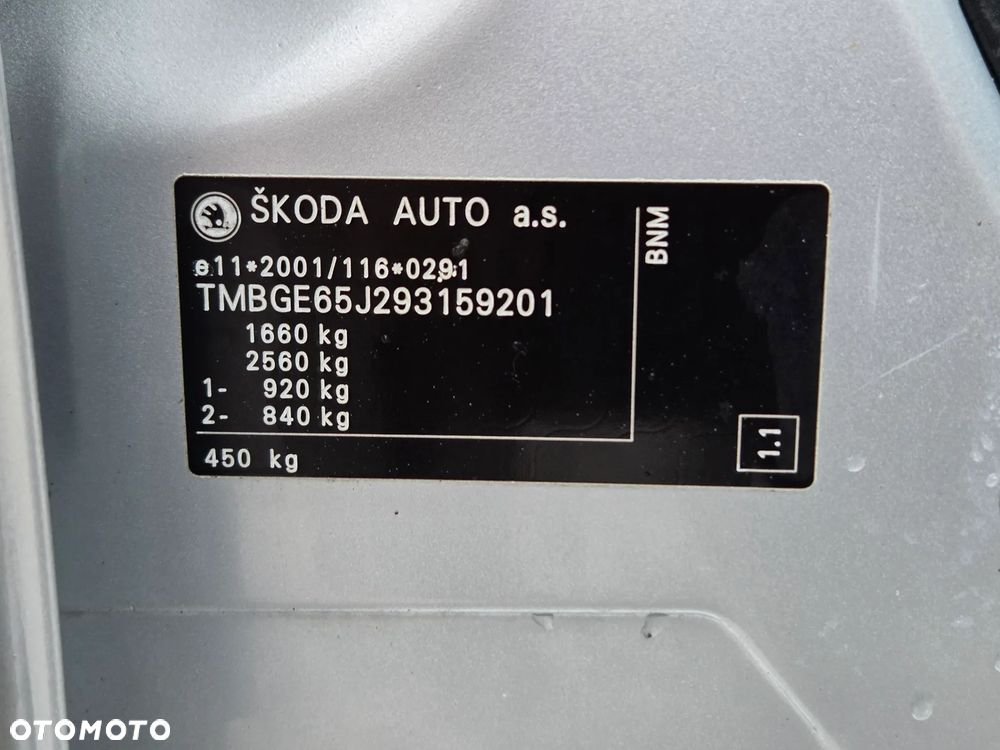 ŠKODA AUTO a.s.
e11*2001/116*0291
TMBGE65J293159201
1660 kg
2560 kg
1- 920 kg
2- 840 kg
450 kg
BNM
1.1
OTOMOTO